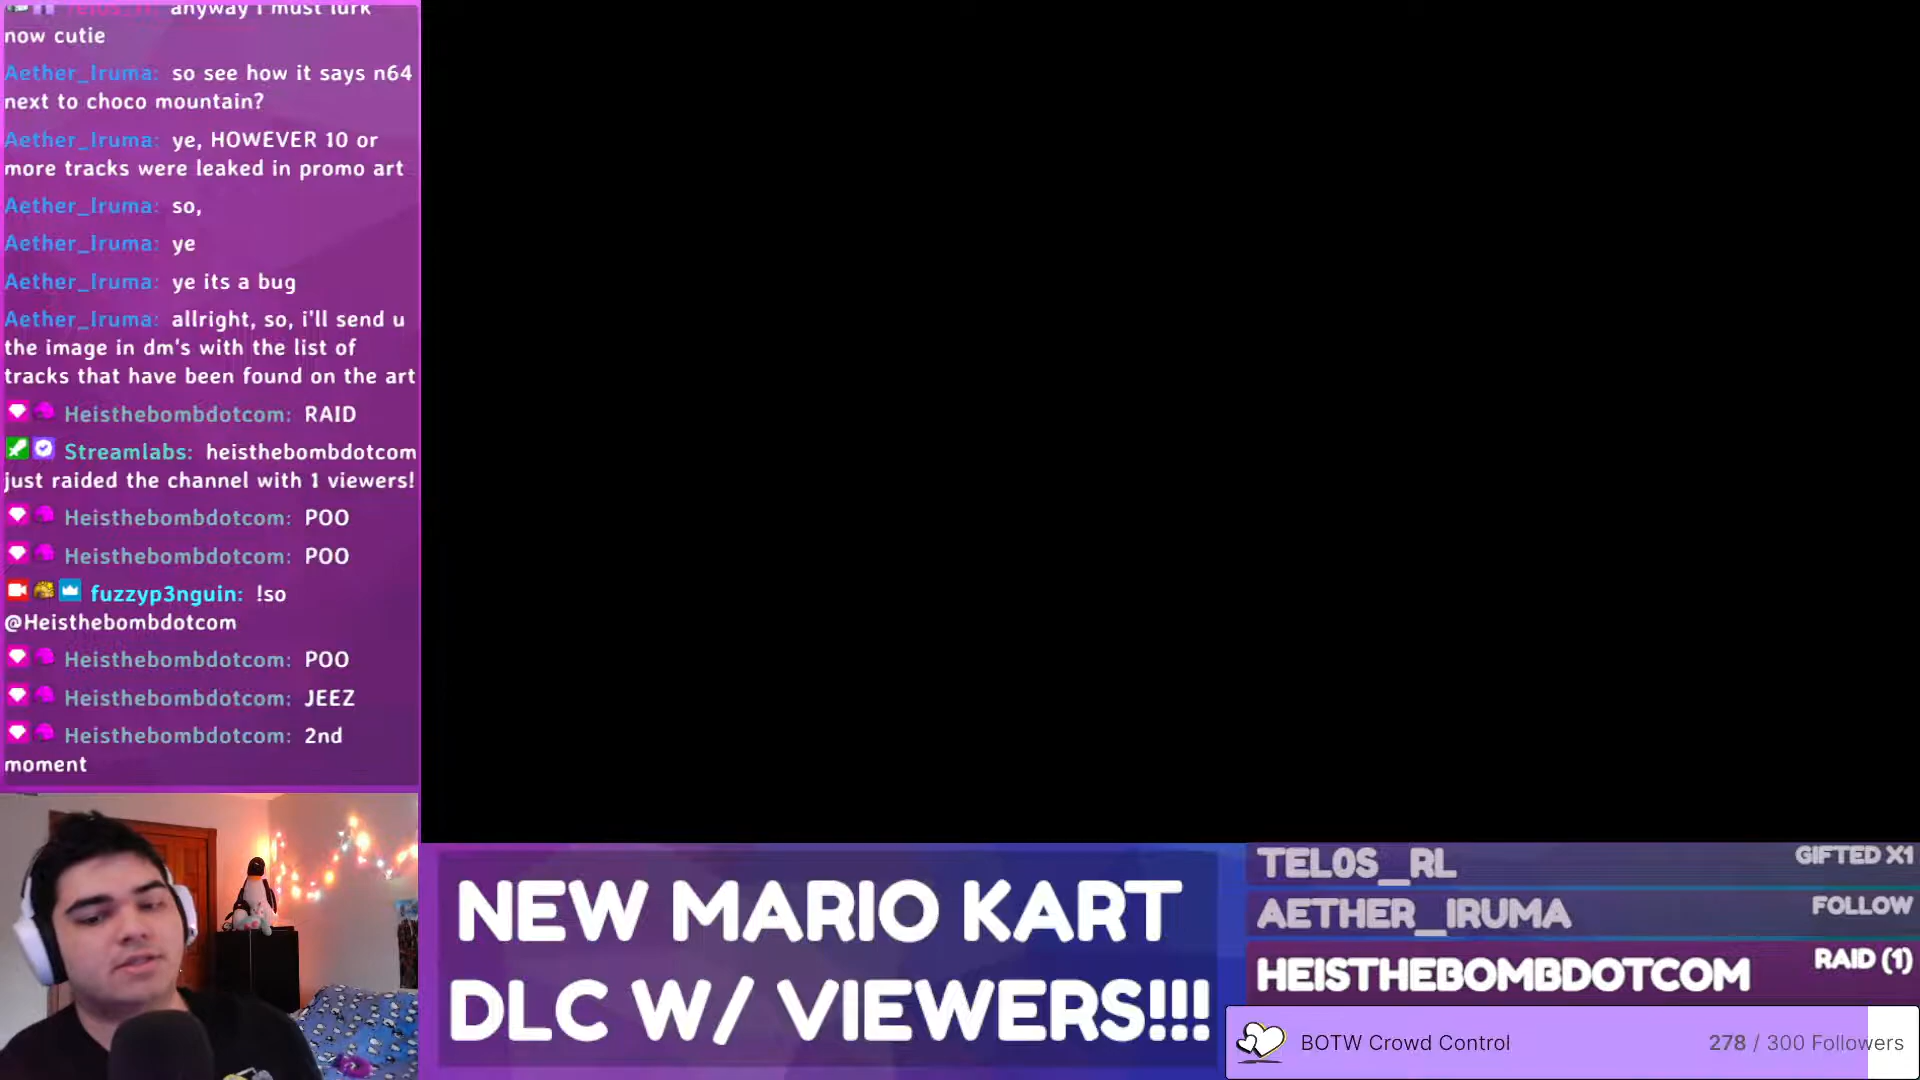 anyway i must lurk
now cutie
Aether_Iruma: so see how it says n64
next to choco mountain?
Aether_Iruma: ye, HOWEVER 10 or
more tracks were leaked in promo art
Aether_Iruma: so,
Aether_Iruma: ye
Aether_Iruma: ye its a bug
Aether_Iruma: allright, so, i'll send u
the image in dm's with the list of
tracks that have been found on the art
Heisthebombdotcom: RAID
Streamlabs: heisthebombdotcom
just raided the channel with 1 viewers!
Heisthebombdotcom: POO
Heisthebombdotcom: POO
fuzzyp3nguin: !so
@Heisthebombdotcom
Heisthebombdotcom: POO
Heisthebombdotcom: JEEZ
Heisthebombdotcom: 2nd
moment
NEW MARIO KART
DLC W/ VIEWERS!!!
TEL0S_RL GIFTED X1
AETHER_IRUMA FOLLOW
HEISTHEBOMBDOTCOM RAID (1)
BOTW Crowd Control 278 / 300 Followers